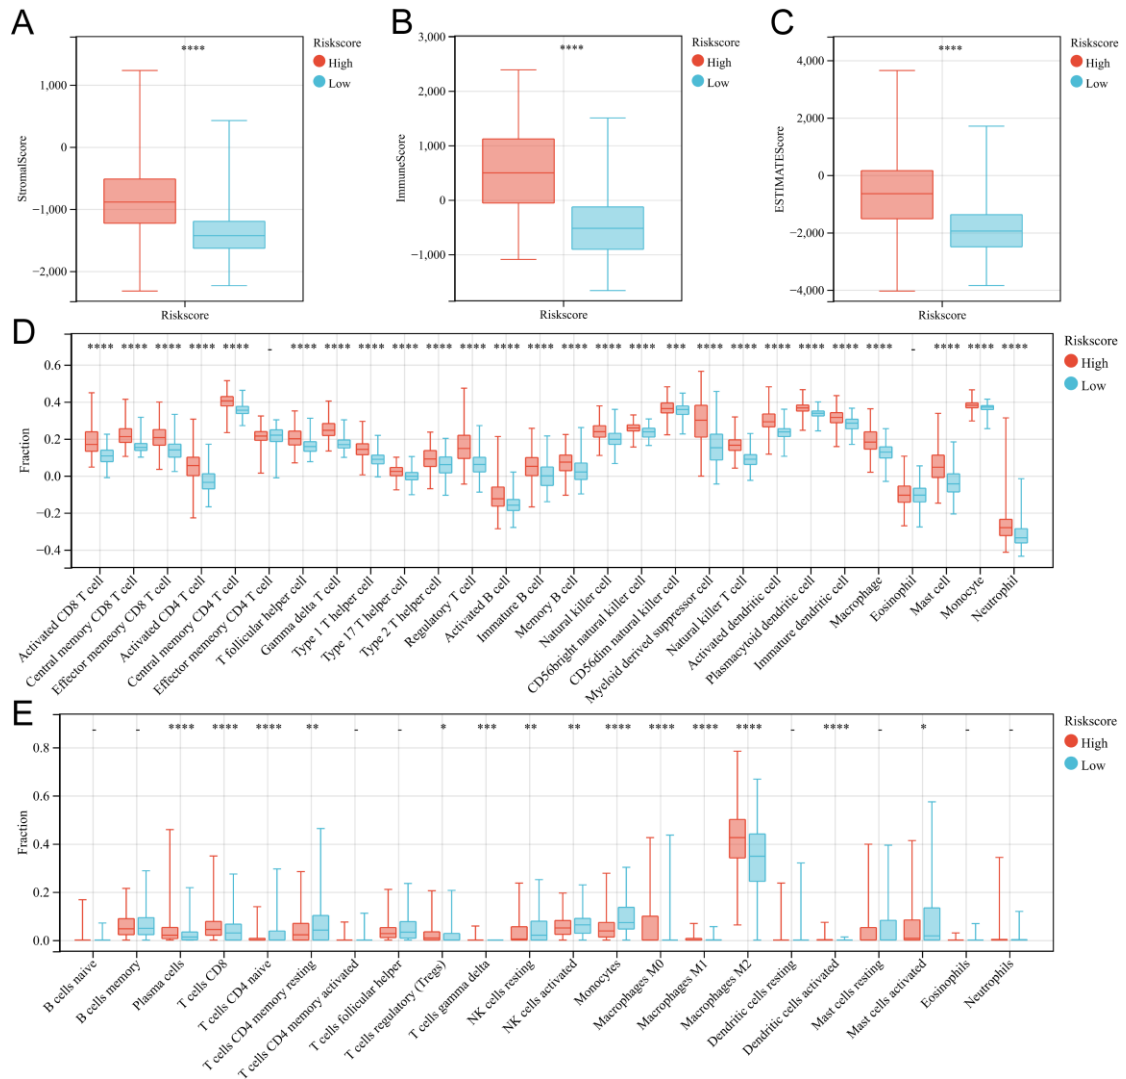 A
B
C
****
Riskscore
High
Low
1,000
0
−1,000
−2,000
StromalScore
Riskscore
****
Riskscore
High
Low
3,000
2,000
1,000
0
−1,000
ImmuneScore
Riskscore
****
Riskscore
High
Low
4,000
2,000
0
−2,000
−4,000
ESTIMATEScore
Riskscore
D
**** **** **** **** **** - **** **** **** **** **** **** **** **** **** **** **** *** **** **** **** **** **** **** - **** **** ****
Riskscore
High
Low
0.6
0.4
0.2
0.0
−0.2
−0.4
Fraction
Activated CD8 T cell
Central memory CD8 T cell
Effector memeory CD8 T cell
Activated CD4 T cell
Central memory CD4 T cell
Effector memeory CD4 T cell
T follicular helper cell
Gamma delta T cell
Type 1 T helper cell
Type 17 T helper cell
Type 2 T helper cell
Regulatory T cell
Activated B cell
Immature B cell
Memory B cell
Natural killer cell
CD56bright natural killer cell
CD56dim natural killer cell
Myeloid derived suppressor cell
Natural killer T cell
Activated dendritic cell
Plasmacytoid dendritic cell
Immature dendritic cell
Macrophage
Eosinophil
Mast cell
Monocyte
Neutrophil
E
- - **** **** **** ** - - * *** ** ** **** **** **** **** - **** - * - -
Riskscore
High
Low
0.8
0.6
0.4
0.2
0.0
Fraction
B cells naive
B cells memory
Plasma cells
T cells CD8
T cells CD4 naive
T cells CD4 memory resting
T cells CD4 memory activated
T cells follicular helper
T cells regulatory (Tregs)
T cells gamma delta
NK cells resting
NK cells activated
Monocytes
Macrophages M0
Macrophages M1
Macrophages M2
Dendritic cells resting
Dendritic cells activated
Mast cells resting
Mast cells activated
Eosinophils
Neutrophils